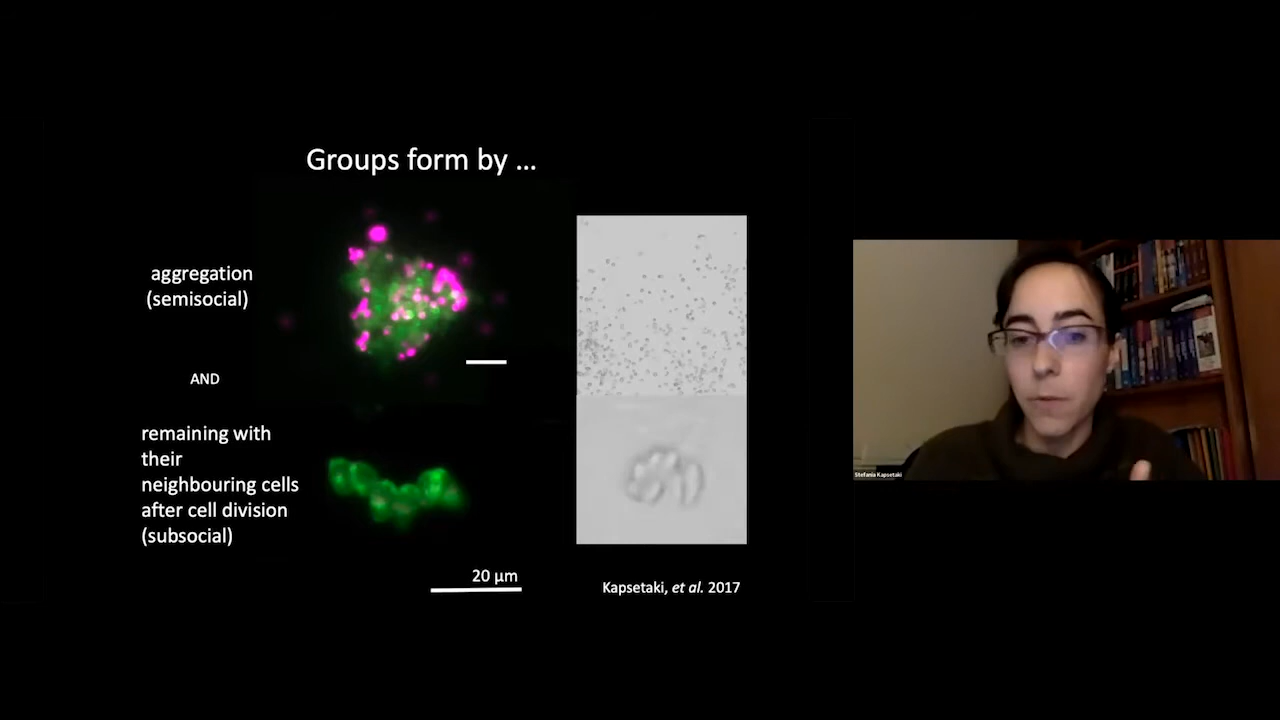 Groups form by ...
aggregation
(semisocial)
AND
remaining with
their
neighbouring cells
after cell division
(subsocial)
20 µm
Kapsetaki, et al. 2017
Stefania Kapsetaki